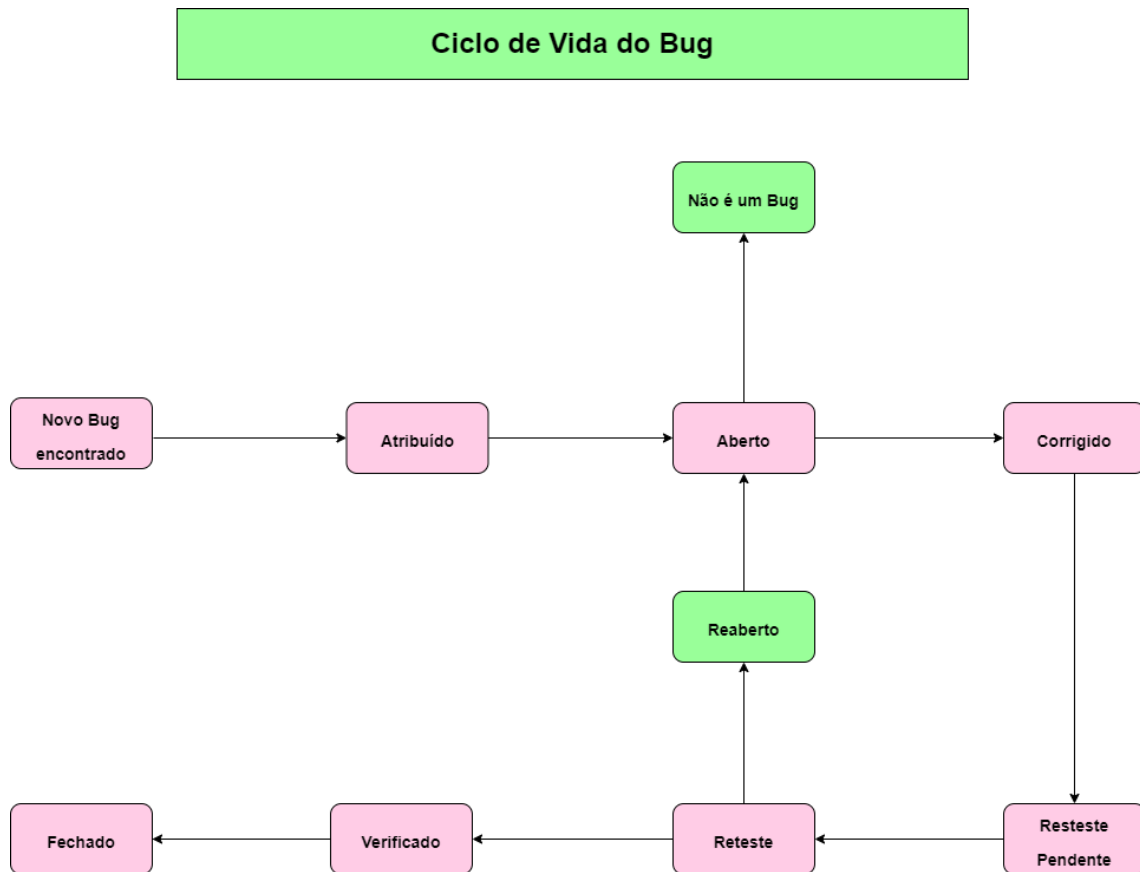 Ciclo de Vida do Bug
Não é um Bug
Novo Bug
encontrado
Atribuído
Aberto
Corrigido
Reaberto
Fechado
Verificado
Reteste
Resteste
Pendente